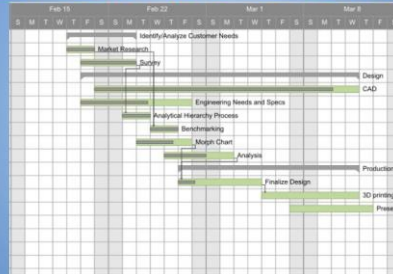 Feb 15 Feb 22 Mar 1 Mar 8
S M T W T F S S M T W T F S S M T W T F S S M T W T F
Identify/Analyze Customer Needs
Market Research
Survey
Design
CAD
Engineering Needs and Specs
Analytical Hierarchy Process
Benchmarking
Morph Chart
Analysis
Production
Finalize Design
3D printing
Prese